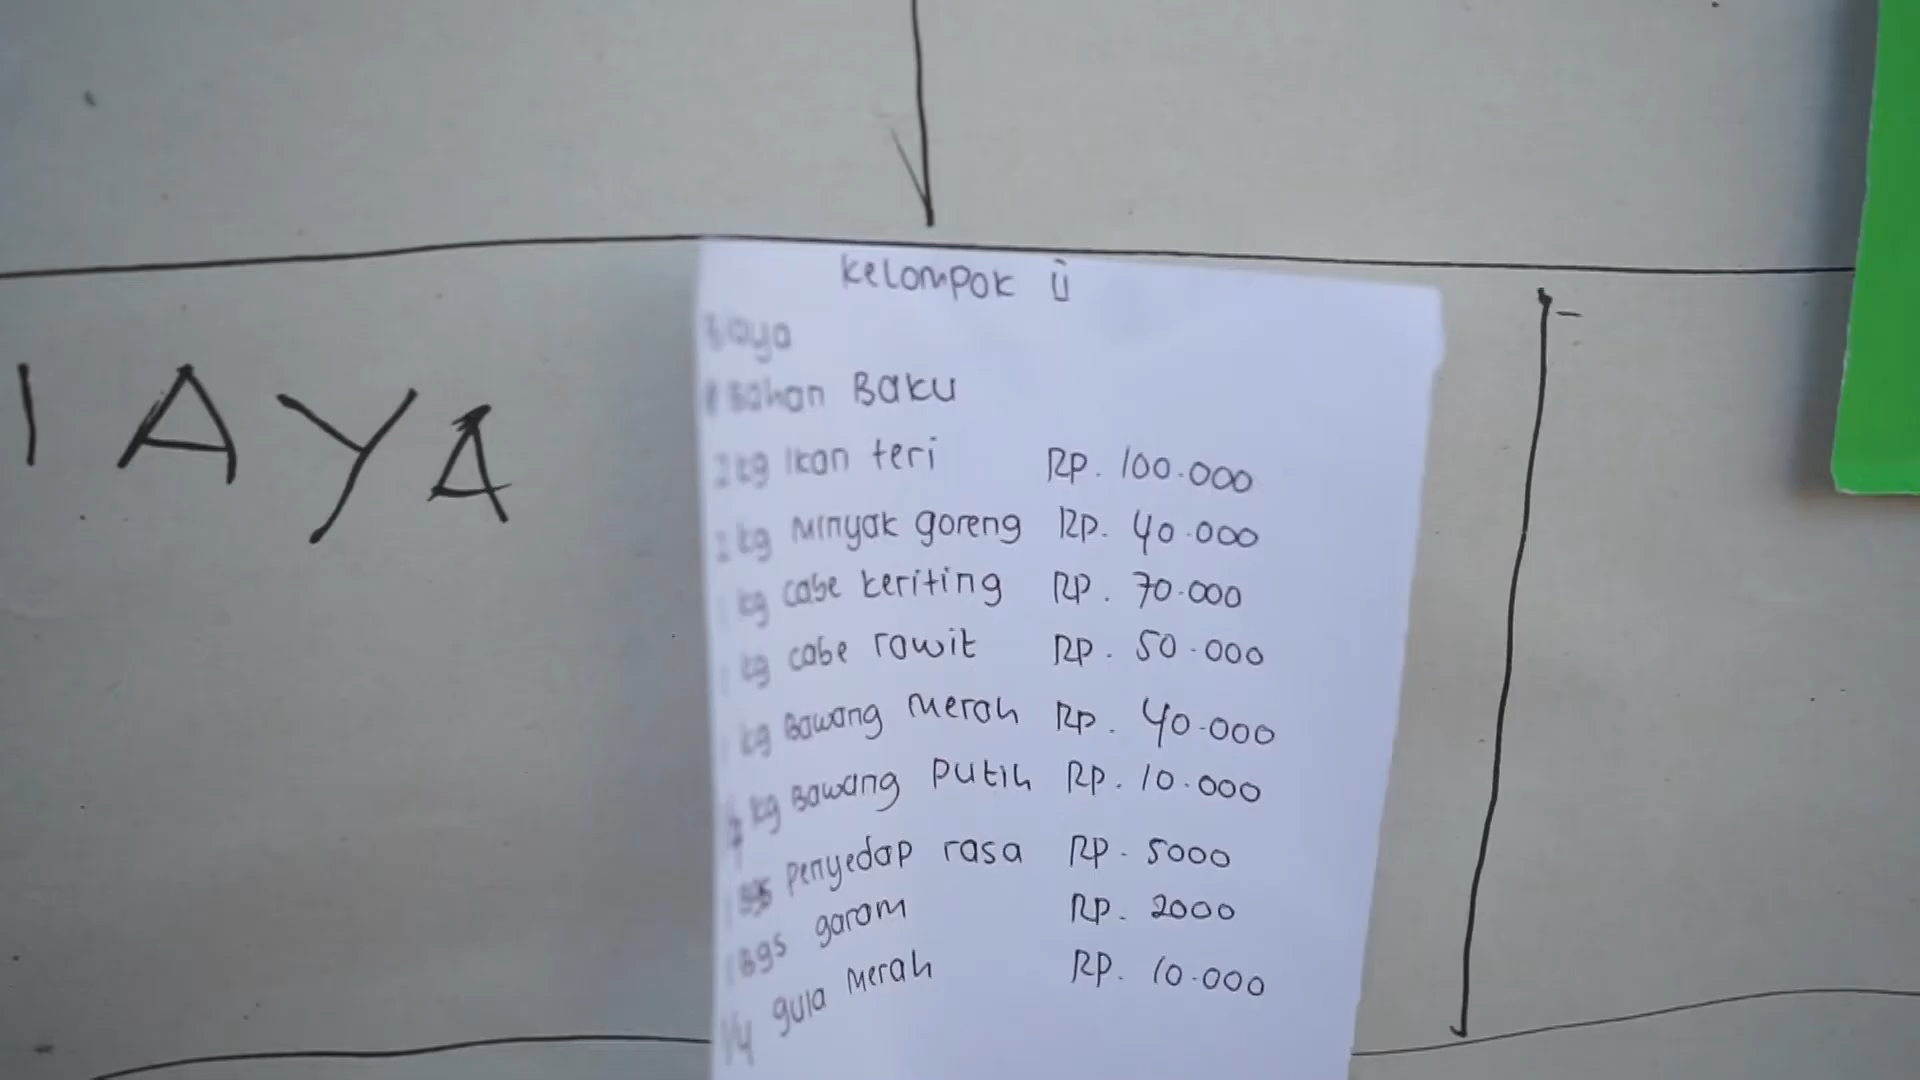 IAYA
Kelompok ii
Biaya
Bahan Baku
2 kg Ikan teri Rp. 100.000
2 kg Minyak goreng Rp. 40.000
1 kg cabe keriting Rp. 70.000
1 kg cabe rawit Rp. 50.000
1 kg Bawang merah Rp. 40.000
kg Bawang putih Rp. 10.000
1 Bgs penyedap rasa Rp. 5000
1 Bgs garam Rp. 2000
1/4 gula merah Rp. 10.000